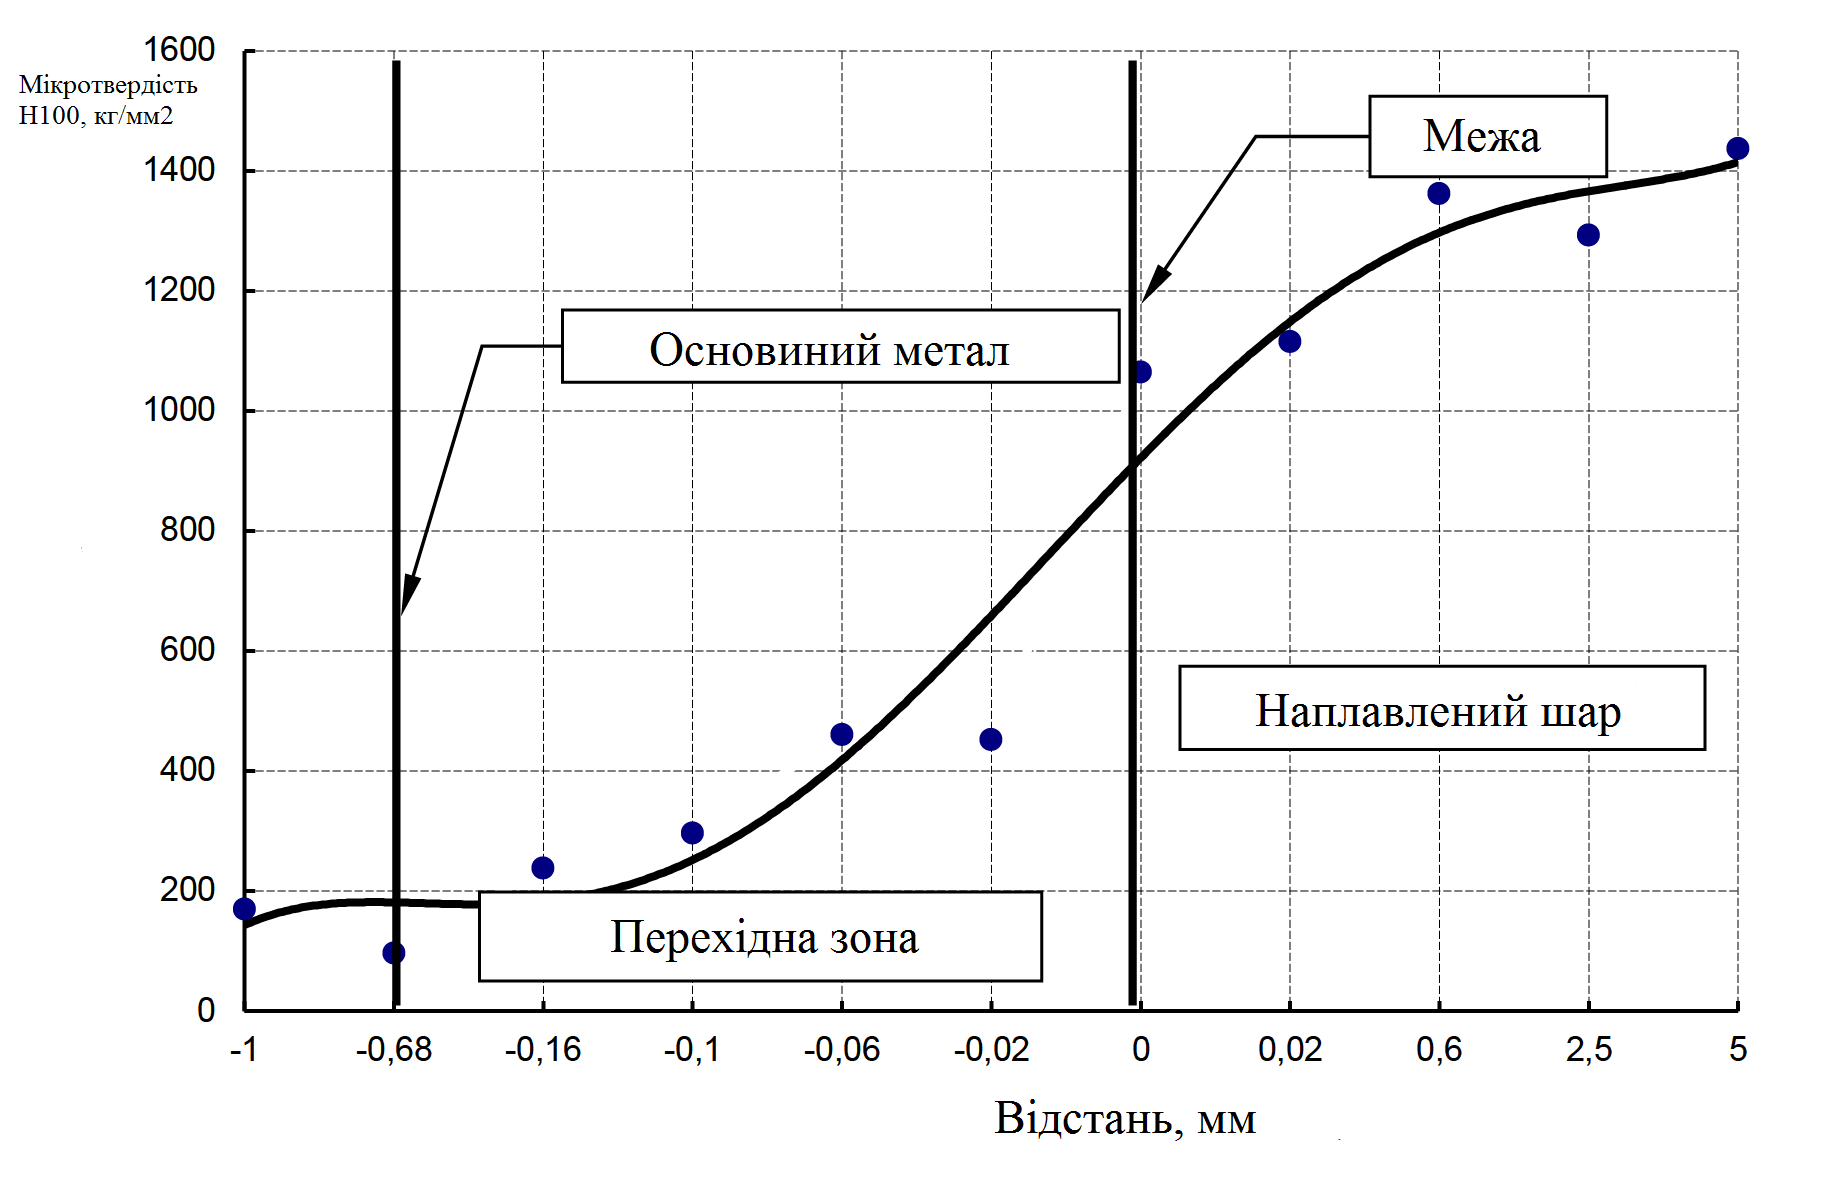 1600
Мікротвердість
Н100, кг/мм2
1400
1200
1000
800
600
400
200
0
Межа
Основиний метал
Наплавлений шар
Перехідна зона
-1 -0,68 -0,16 -0,1 -0,06 -0,02 0 0,02 0,6 2,5 5
Відстань, мм